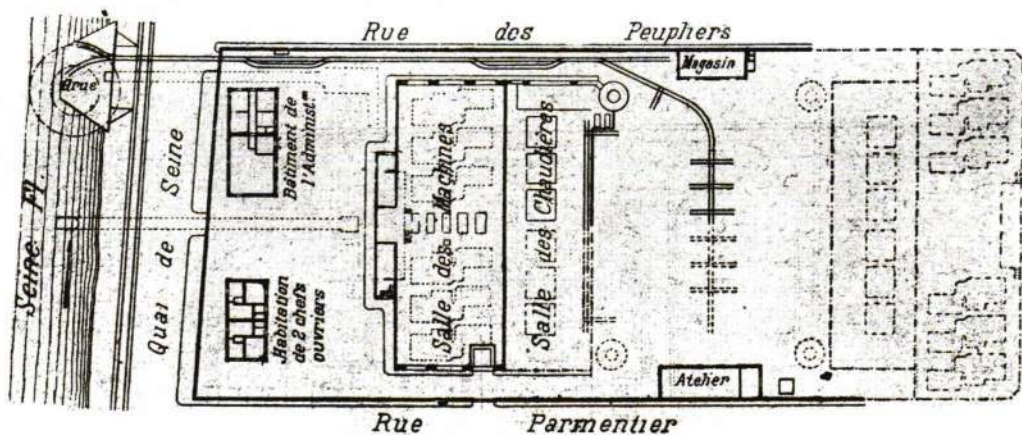 Rue des Peupliers
Magasin
Grue
Seine Fl.
Quai de Seine
Bâtiment de
l'Administ.on
Habitation
de 2 chefs
ouvriers
Salle des Machines
Salle des Chaudières
Atelier
Rue Parmentier